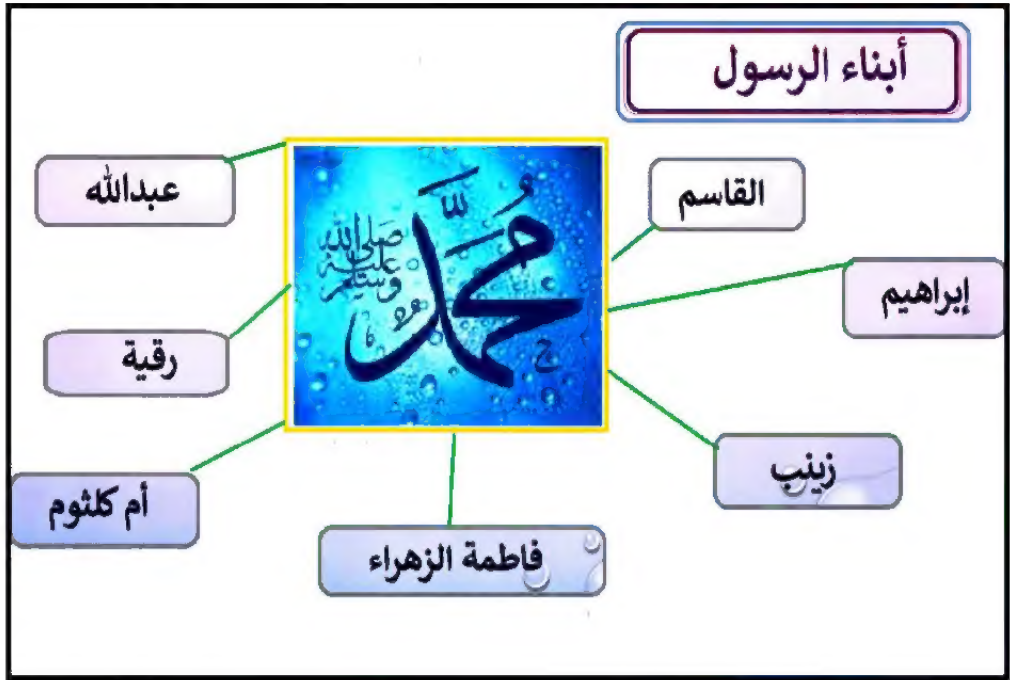 أبناء الرسول
القاسم
عبدالله
محمد
صلى الله
عليه
وسلم
إبراهيم
رقية
زينب
أم كلثوم
فاطمة الزهراء